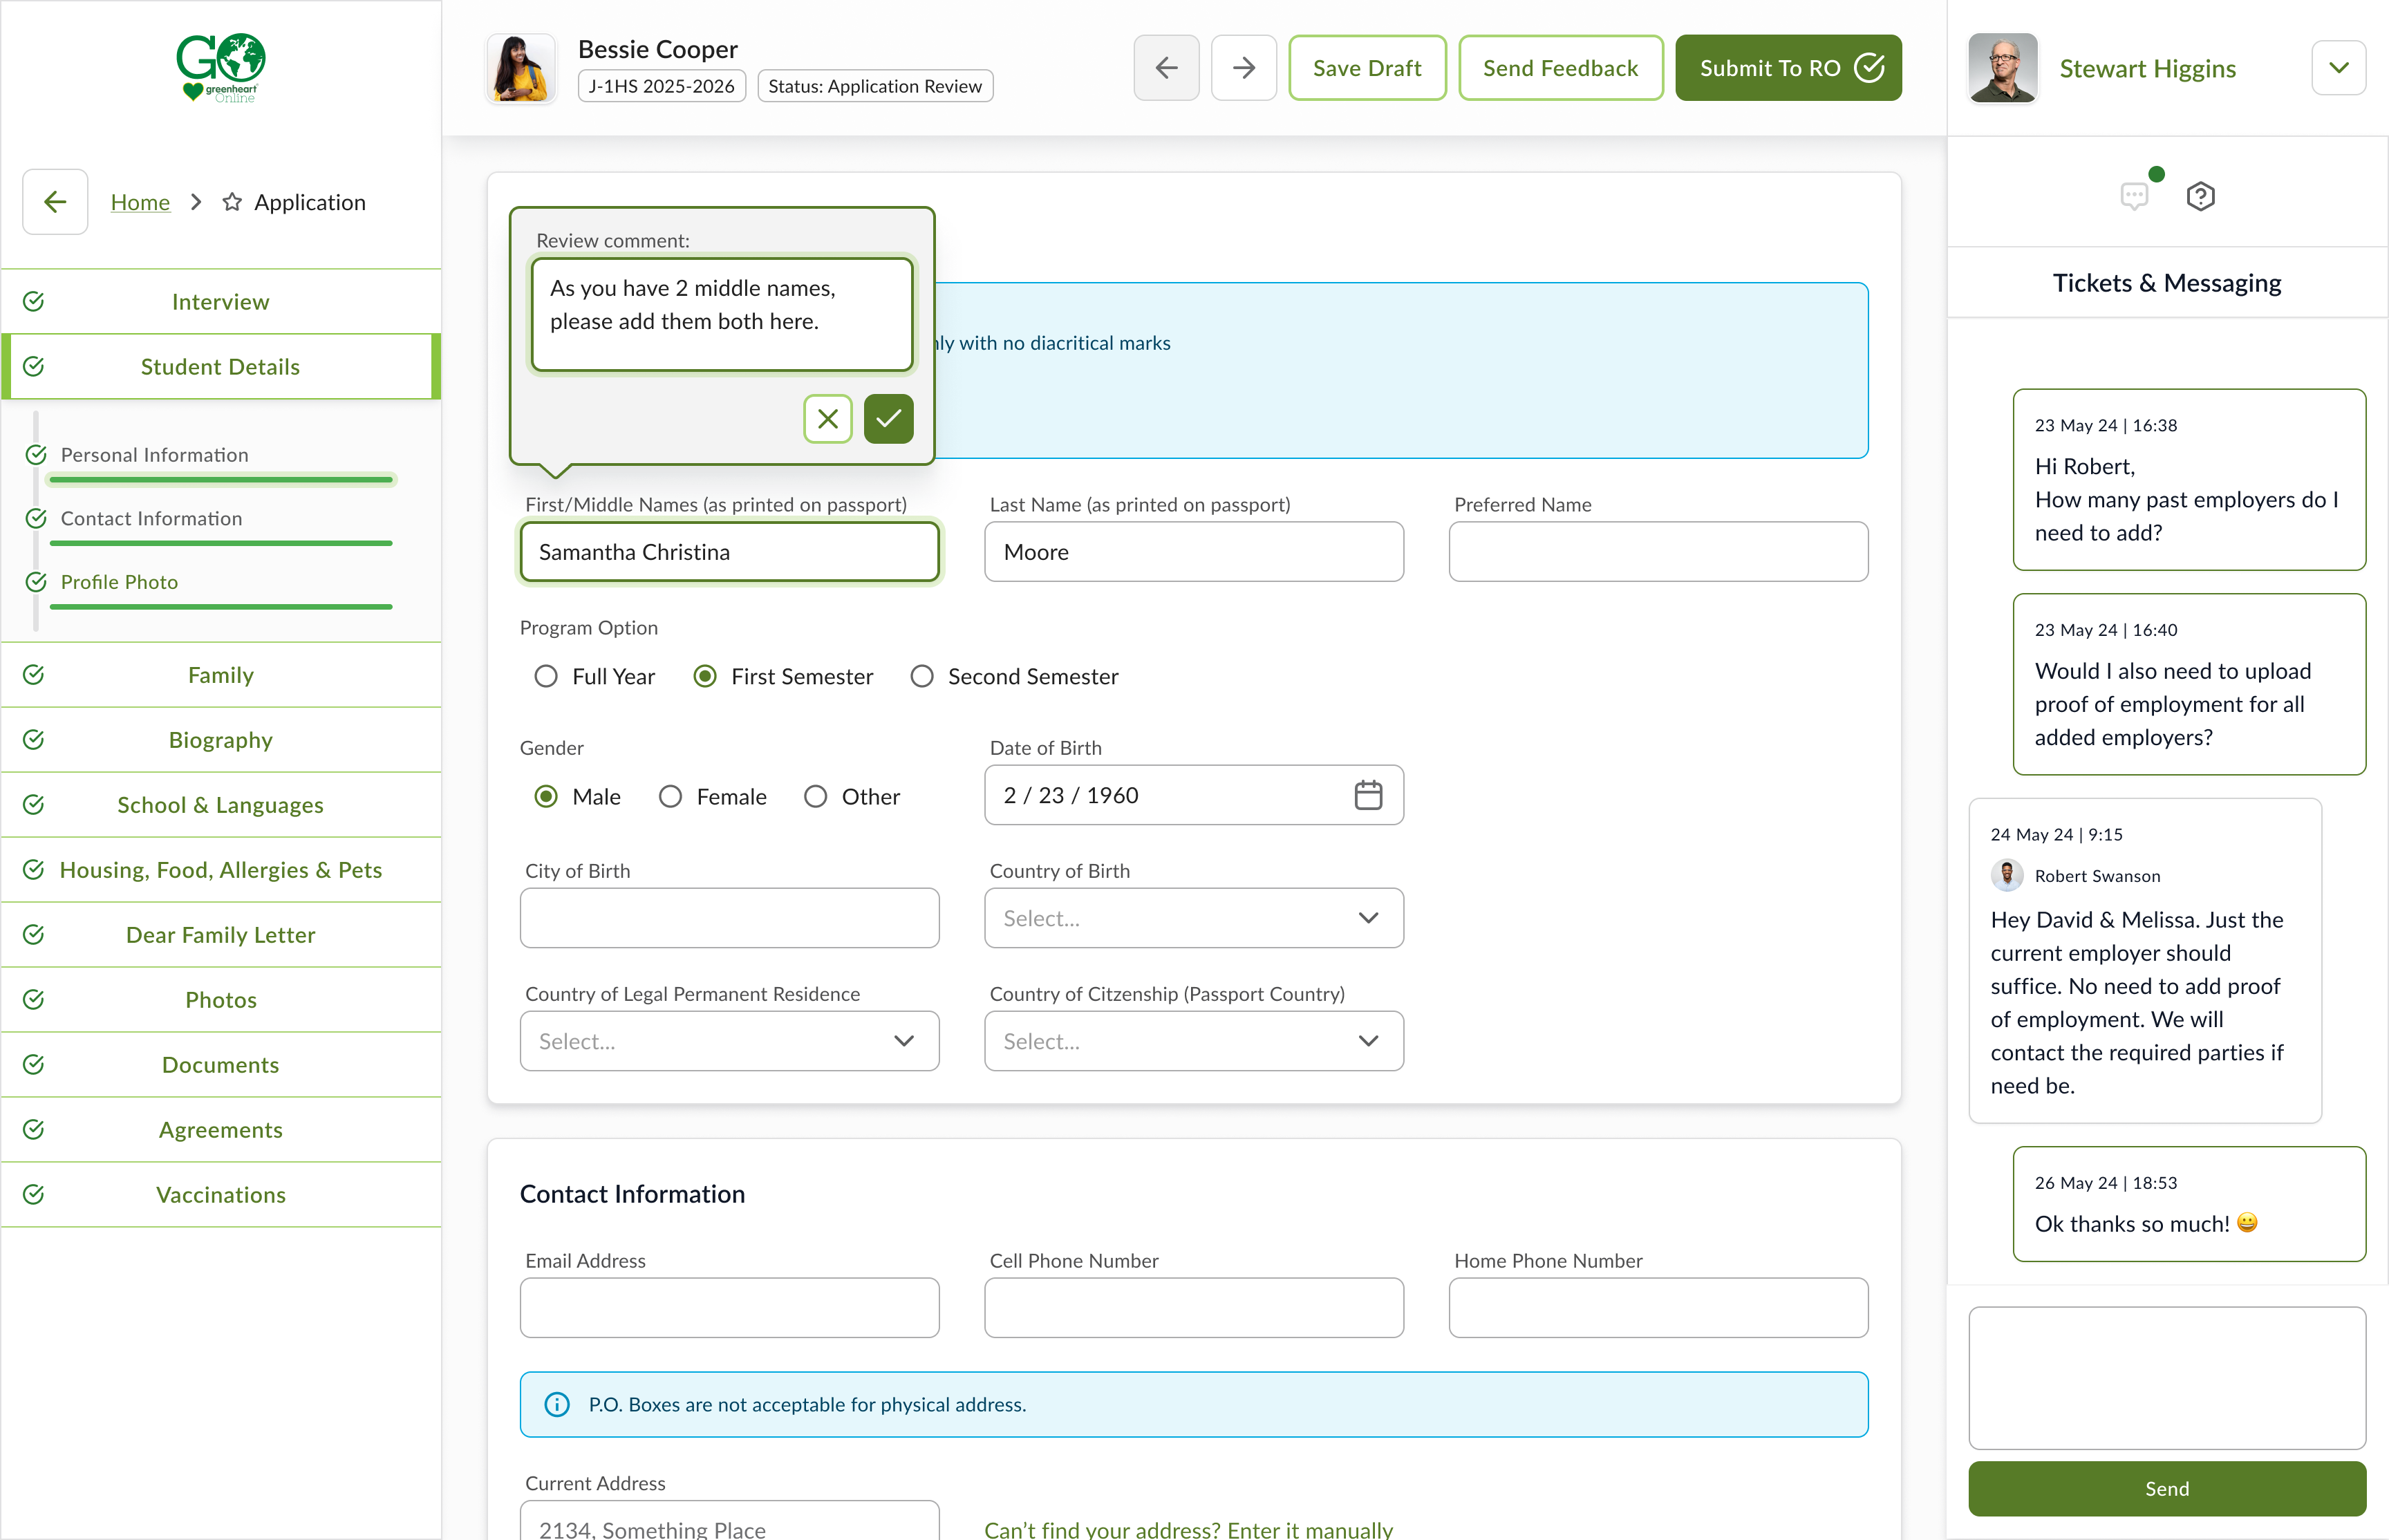 GO
greenheart
Online
Home
Application
Interview
Student Details
Personal Information
Contact Information
Profile Photo
Family
Biography
School & Languages
Housing, Food, Allergies & Pets
Dear Family Letter
Photos
Documents
Agreements
Vaccinations
Bessie Cooper
J-1HS 2025-2026
Status: Application Review
Save Draft
Send Feedback
Submit To RO
Review comment:
As you have 2 middle names,
please add them both here.
with no diacritical marks
First/Middle Names (as printed on passport)
Last Name (as printed on passport)
Preferred Name
Samantha Christina
Moore
Program Option
Full Year
First Semester
Second Semester
Gender
Date of Birth
Male
Female
Other
2 / 23 / 1960
City of Birth
Country of Birth
Select...
Country of Legal Permanent Residence
Country of Citzenship (Passport Country)
Select...
Select...
Contact Information
Email Address
Cell Phone Number
Home Phone Number
P.O. Boxes are not acceptable for physical address.
Current Address
2134, Something Place
Can't find your address? Enter it manually
Stewart Higgins
Tickets & Messaging
23 May 24 | 16:38
Hi Robert,
How many past employers do I
need to add?
23 May 24 | 16:40
Would I also need to upload
proof of employment for all
added employers?
24 May 24 | 9:15
Robert Swanson
Hey David & Melissa. Just the
current employer should
suffice. No need to add proof
of employment. We will
contact the required parties if
need be.
26 May 24 | 18:53
Ok thanks so much! 😀
Send